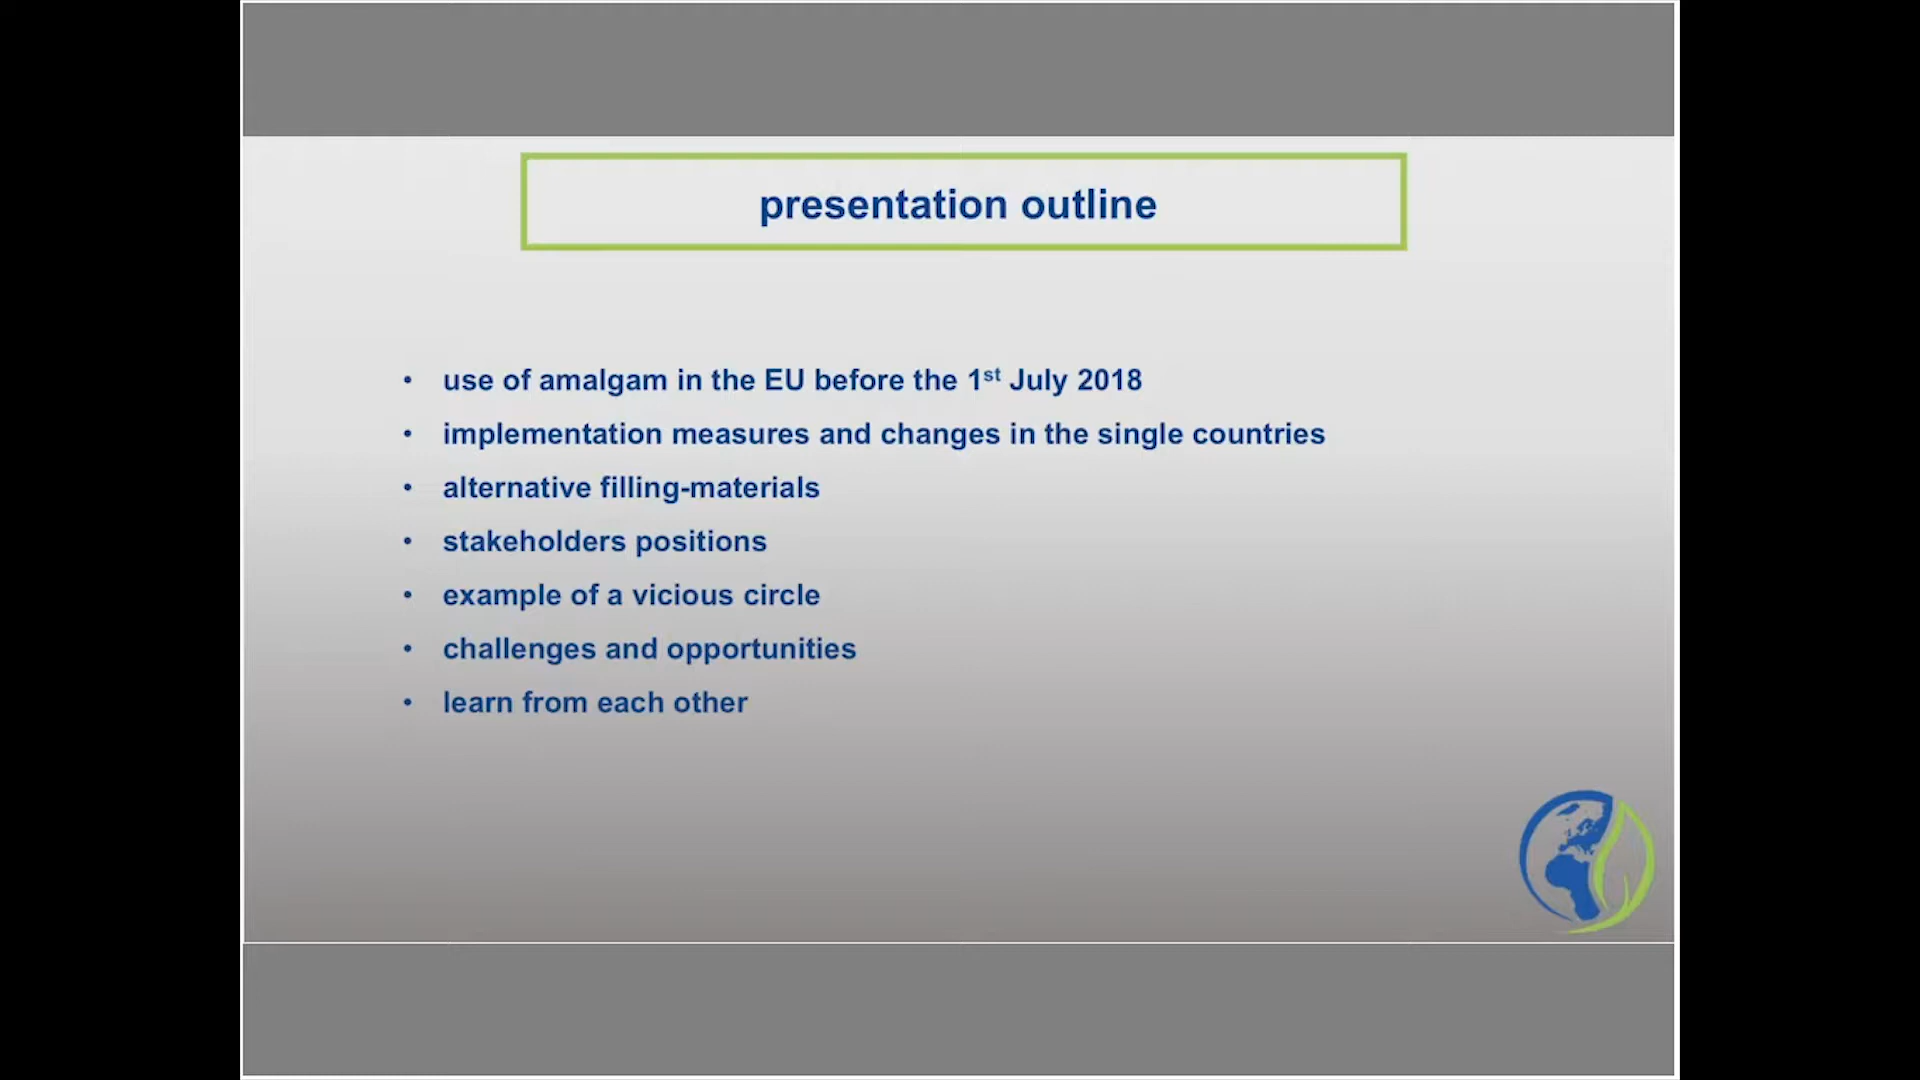 presentation outline
• use of amalgam in the EU before the 1st July 2018
• implementation measures and changes in the single countries
• alternative filling-materials
• stakeholders positions
• example of a vicious circle
• challenges and opportunities
• learn from each other